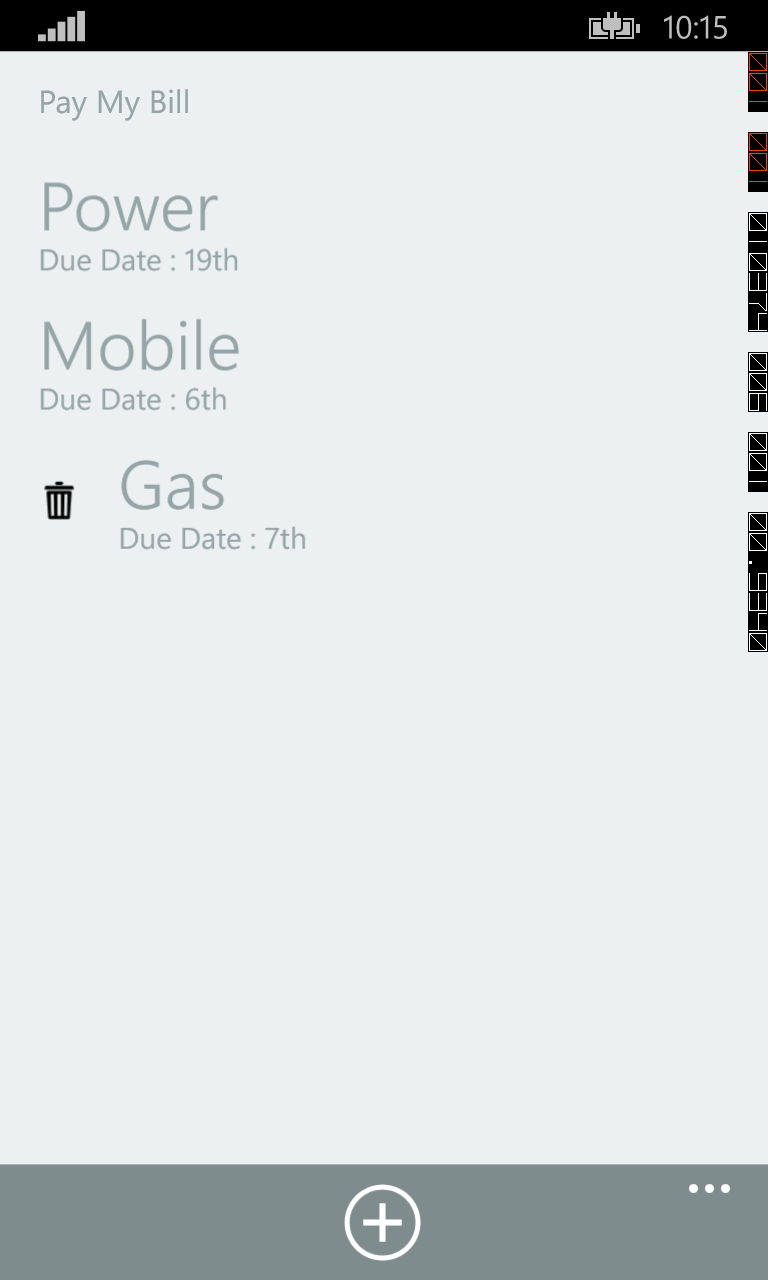 10:15
Pay My Bill
Power
Due Date : 19th
Mobile
Due Date : 6th
Gas
Due Date : 7th